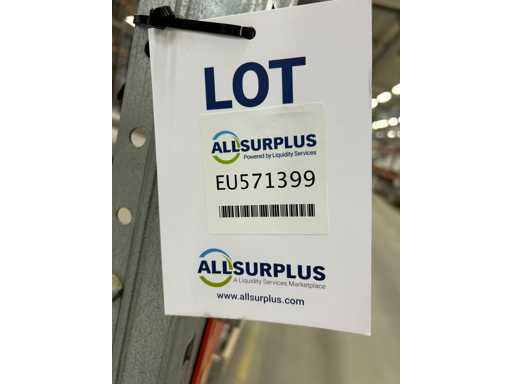 LOT
ALLSURPLUS
Powered by Liquidity Services
EU571399
ALLSURPLUS
A Liquidity Services Marketplace
www.allsurplus.com